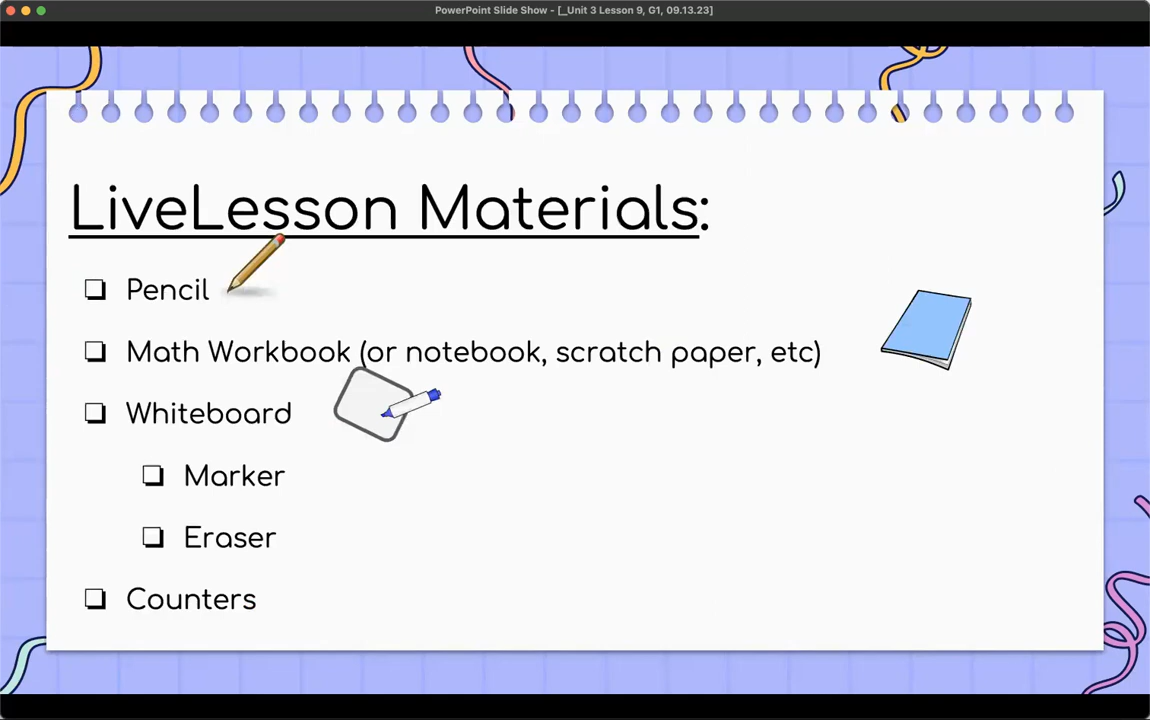 PowerPoint Slide Show - [_Unit 3 Lesson 9, G1, 09.13.23]
LiveLesson Materials:
Pencil
Math Workbook (or notebook, scratch paper, etc)
Whiteboard
Marker
Eraser
Counters